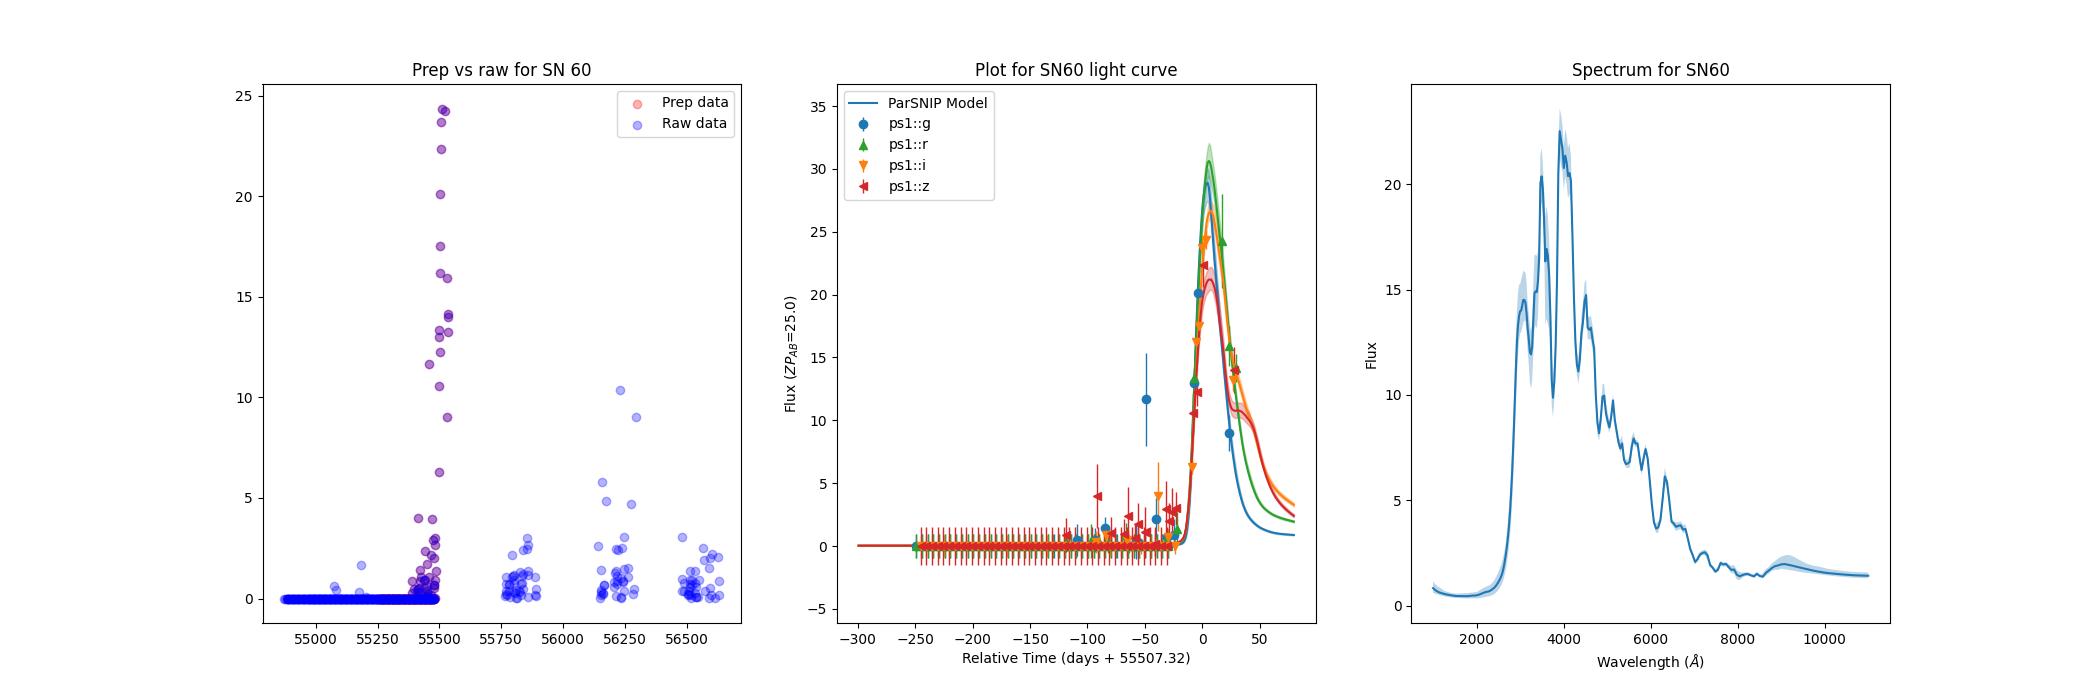 Prep vs raw for SN 60
25
20
15
10
5
0
55000
55250
55500
55750
56000
56250
56500
Prep data
Raw data
Plot for SN60 light curve
Flux (ZP_AB=25.0)
35
30
25
20
15
10
5
0
−5
−300
−250
−200
−150
−100
−50
0
50
Relative Time (days + 55507.32)
ParSNIP Model
ps1::g
ps1::r
ps1::i
ps1::z
Spectrum for SN60
Flux
20
15
10
5
0
2000
4000
6000
8000
10000
Wavelength (Å)